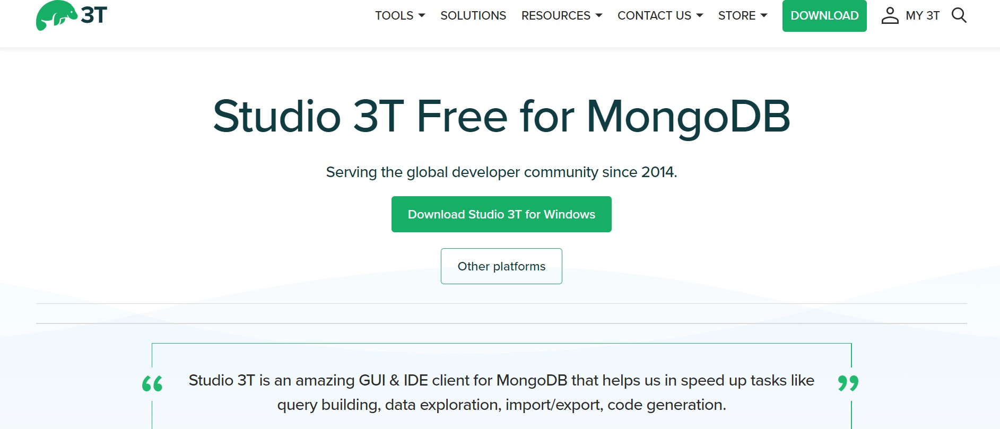 3T
TOOLS
SOLUTIONS
RESOURCES
CONTACT US
STORE
DOWNLOAD
MY 3T
Studio 3T Free for MongoDB
Serving the global developer community since 2014.
Download Studio 3T for Windows
Other platforms
“ Studio 3T is an amazing GUI & IDE client for MongoDB that helps us in speed up tasks like ”
query building, data exploration, import/export, code generation.